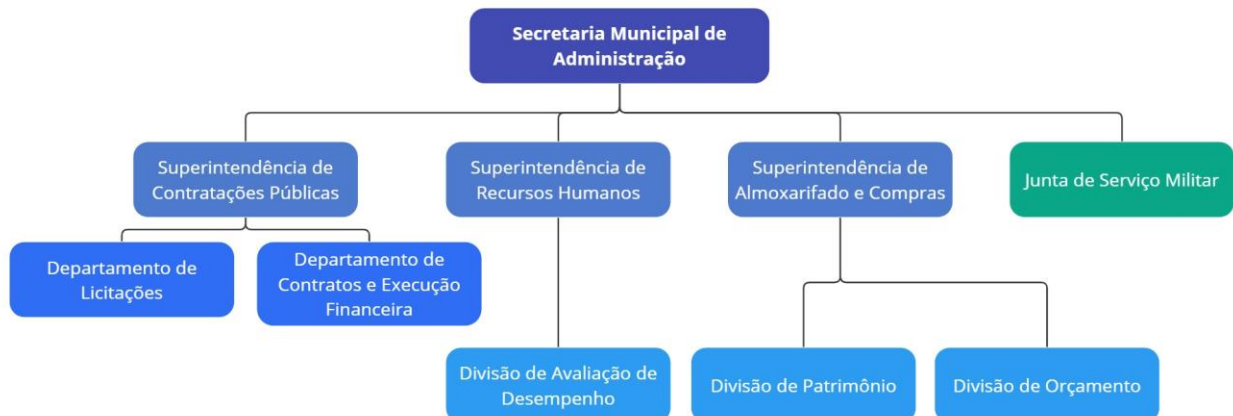 Secretaria Municipal de
Administração
Superintendência de
Contratações Públicas
Superintendência de
Recursos Humanos
Superintendência de
Almoxarifado e Compras
Junta de Serviço Militar
Departamento de
Licitações
Departamento de
Contratos e Execução
Financeira
Divisão de Avaliação de
Desempenho
Divisão de Patrimônio
Divisão de Orçamento